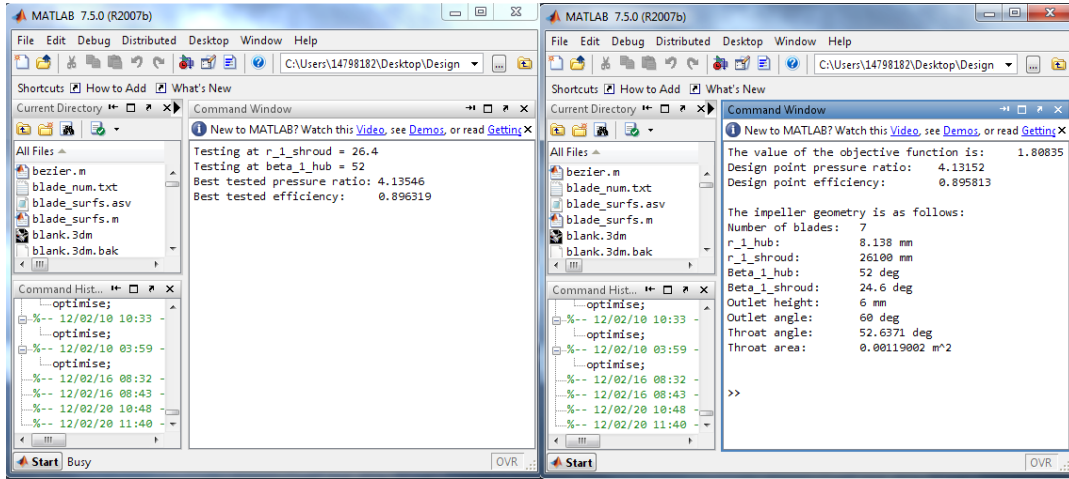 MATLAB 7.5.0 (R2007b)
File Edit Debug Distributed Desktop Window Help
C:\Users\14798182\Desktop\Design
Shortcuts How to Add What's New
Current Directory
Command Window
New to MATLAB? Watch this Video, see Demos, or read Getting
All Files
bezier.m
blade_num.txt
blade_surfs.asv
blade_surfs.m
blank.3dm
blank.3dm.bak
Command Hist...
optimise;
%-- 12/02/10 10:33 -
optimise;
%-- 12/02/10 03:59 -
optimise;
%-- 12/02/16 08:32 -
%-- 12/02/16 08:43 -
%-- 12/02/20 10:48 -
%-- 12/02/20 11:40 -
Testing at r_1_shroud = 26.4
Testing at beta_1_hub = 52
Best tested pressure ratio: 4.13546
Best tested efficiency: 0.896319
Start Busy
OVR
MATLAB 7.5.0 (R2007b)
File Edit Debug Distributed Desktop Window Help
C:\Users\14798182\Desktop\Design
Shortcuts How to Add What's New
Current Directory
Command Window
New to MATLAB? Watch this Video, see Demos, or read Getting
All Files
bezier.m
blade_num.txt
blade_surfs.asv
blade_surfs.m
blank.3dm
blank.3dm.bak
Command Hist...
optimise;
%-- 12/02/10 10:33 -
optimise;
%-- 12/02/10 03:59 -
optimise;
%-- 12/02/16 08:32 -
%-- 12/02/16 08:43 -
%-- 12/02/20 10:48 -
%-- 12/02/20 11:40 -
The value of the objective function is: 1.80835
Design point pressure ratio: 4.13152
Design point efficiency: 0.895813
The impeller geometry is as follows:
Number of blades: 7
r_1_hub: 8.138 mm
r_1_shroud: 26100 mm
Beta_1_hub: 52 deg
Beta_1_shroud: 24.6 deg
Outlet height: 6 mm
Outlet angle: 60 deg
Throat angle: 52.6371 deg
Throat area: 0.00119002 m^2
>>
Start
OVR